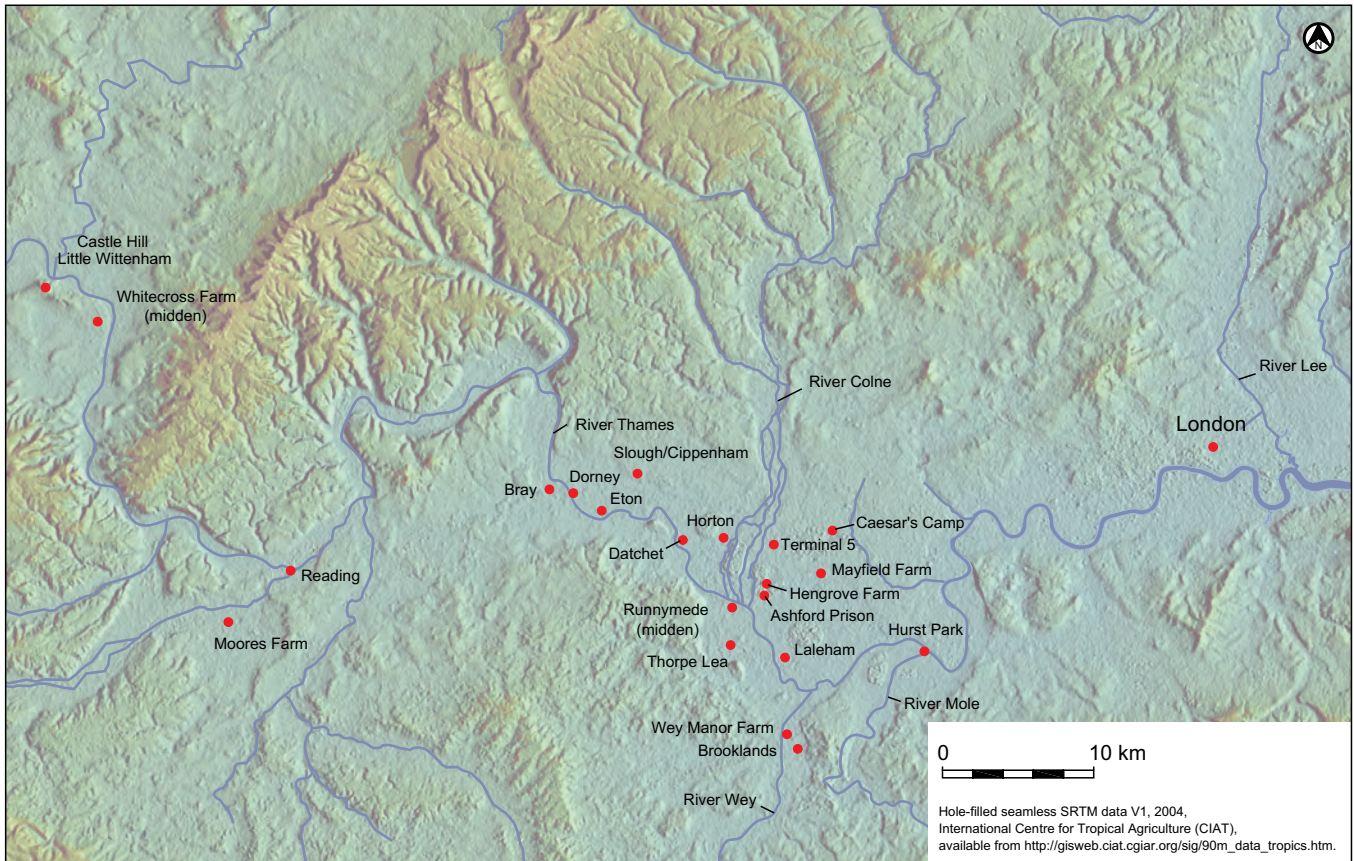 N
Castle Hill
Little Wittenham
Whitecross Farm
(midden)
River Colne
River Lee
London
River Thames
Slough/Cippenham
Bray
Dorney
Eton
Horton
Caesar's Camp
Datchet
Terminal 5
Mayfield Farm
Reading
Hengrove Farm
Runnymede
(midden)
Ashford Prison
Hurst Park
Moores Farm
Thorpe Lea
Laleham
River Mole
Wey Manor Farm
Brooklands
River Wey
0 10 km
Hole-filled seamless SRTM data V1, 2004,
International Centre for Tropical Agriculture (CIAT),
available from http://gisweb.ciat.cgiar.org/sig/90m_data_tropics.htm.